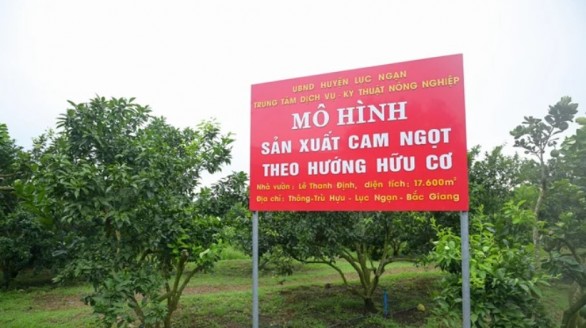 UBND HUYỆN LỤC NGẠN
TRUNG TÂM DỊCH VỤ - KỸ THUẬT NÔNG NGHIỆP
MÔ HÌNH
SẢN XUẤT CAM NGỌT
THEO HƯỚNG HỮU CƠ
Nhà vườn: Lê Thanh Định, diện tích: 17.600m²
Địa chỉ: Thông-Trù Hựu - Lục Ngạn - Bắc Giang